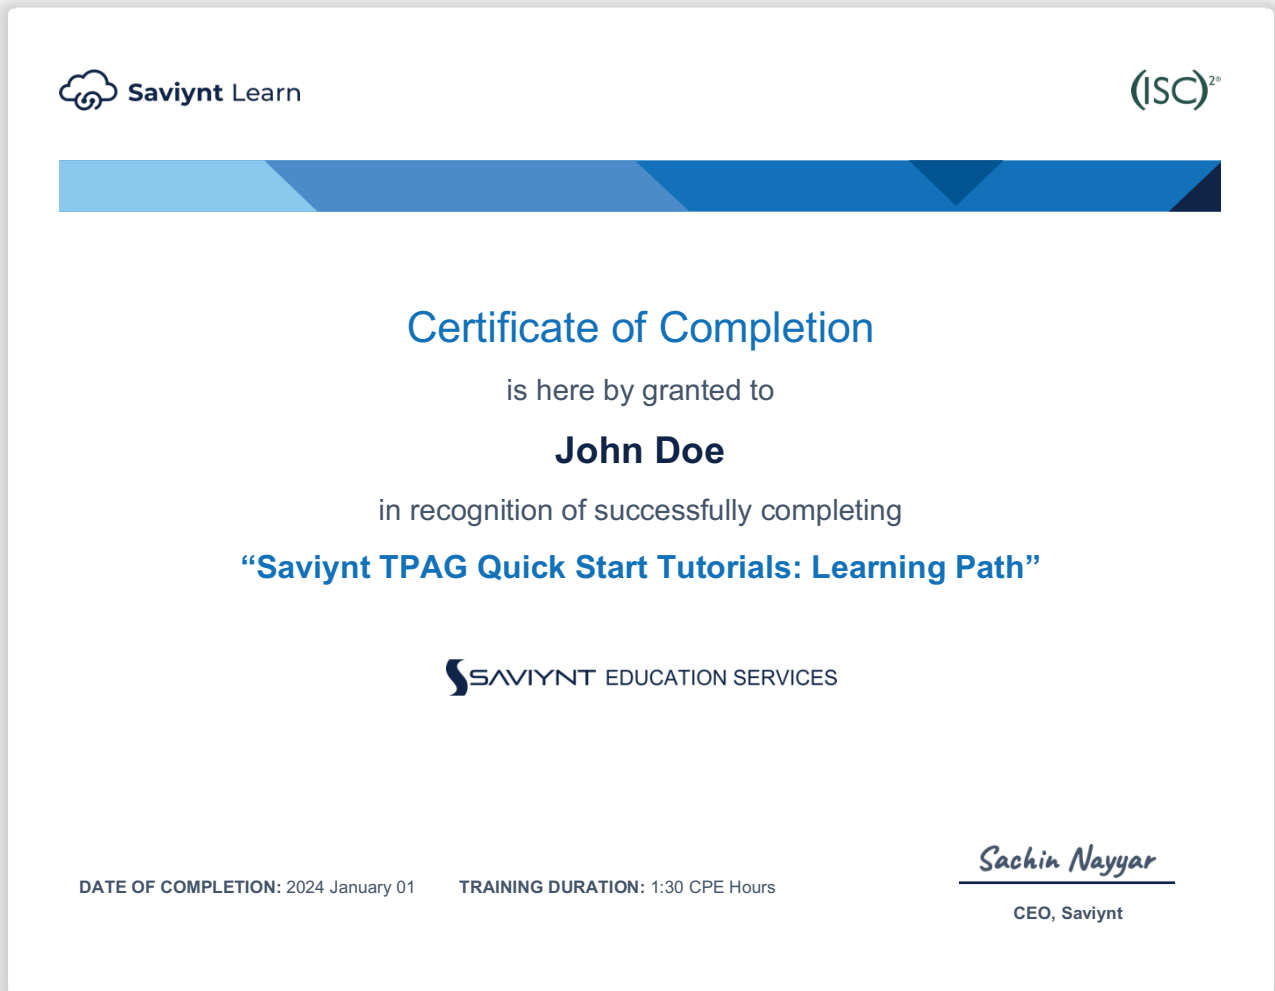 Saviynt Learn
(ISC)²®
Certificate of Completion
is here by granted to
John Doe
in recognition of successfully completing
“Saviynt TPAG Quick Start Tutorials: Learning Path”
SAVIYNT EDUCATION SERVICES
Sachin Nayyar
DATE OF COMPLETION: 2024 January 01 TRAINING DURATION: 1:30 CPE Hours
CEO, Saviynt